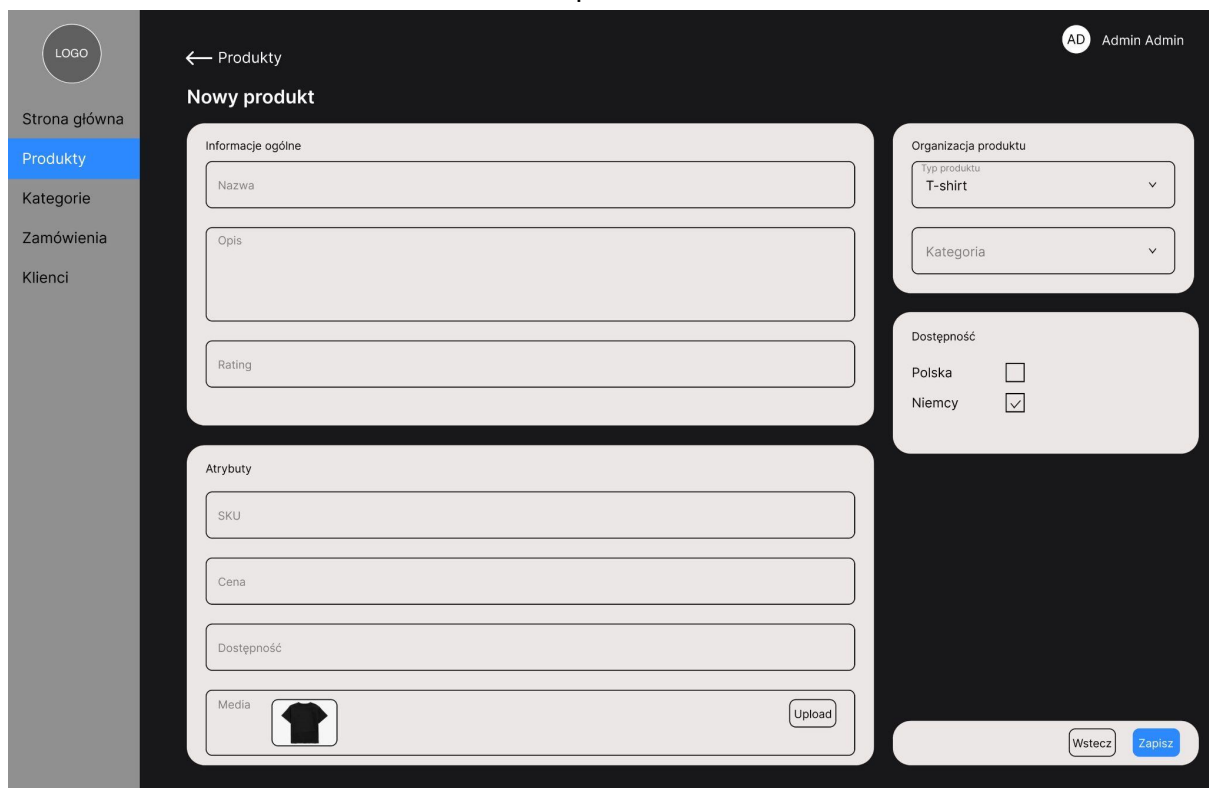 LOGO
Strona główna
Produkty
Kategorie
Zamówienia
Klienci
AD Admin Admin
Produkty
Nowy produkt
Informacje ogólne
Nazwa
Opis
Rating
Atrybuty
SKU
Cena
Dostępność
Media
Upload
Organizacja produktu
Typ produktu
T-shirt
Kategoria
Dostępność
Polska
Niemcy
Wstecz Zapisz